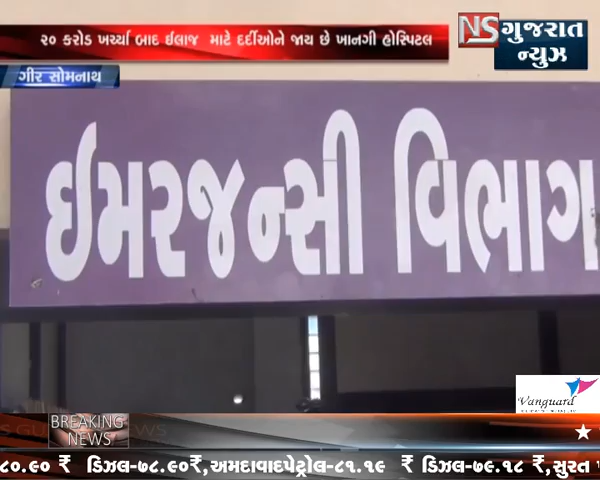 ૨૦ કરોડ ખર્ચ્યા બાદ ઈલાજ માટે દર્દીઓને જાય છે ખાનગી હોસ્પિટલ
NS ગુજરાત
ન્યુઝ
ગીર સોમનાથ
ઈમરજન્સી વિભાગ
Vanguard
BREAKING
NEWS
૮૦.૯૦ ₹ ડિઝલ-૭૮.૯૦₹,અમદાવાદપેટ્રોલ-૮૧.૧૯ ₹ ડિઝલ-૭૯.૧૮ ₹,સુરત